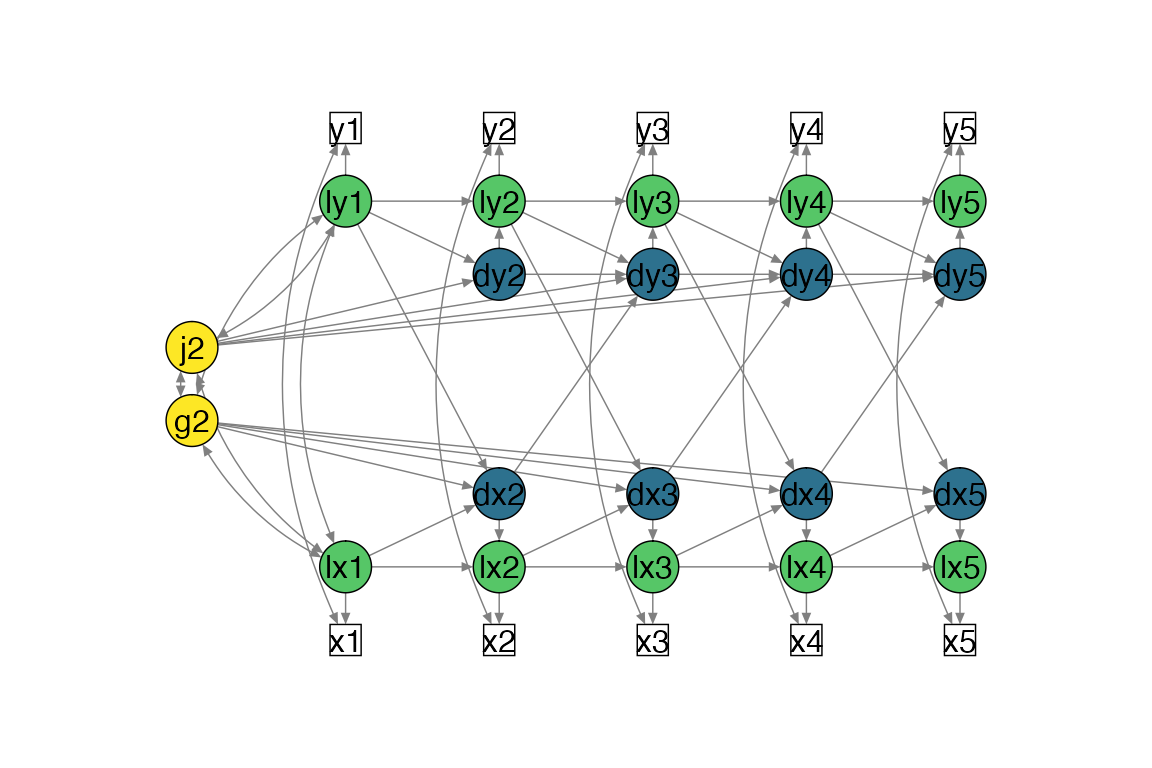 y1 y2 y3 y4 y5
ly1 ly2 ly3 ly4 ly5
dy2 dy3 dy4 dy5
j2
g2
dx2 dx3 dx4 dx5
lx1 lx2 lx3 lx4 lx5
x1 x2 x3 x4 x5